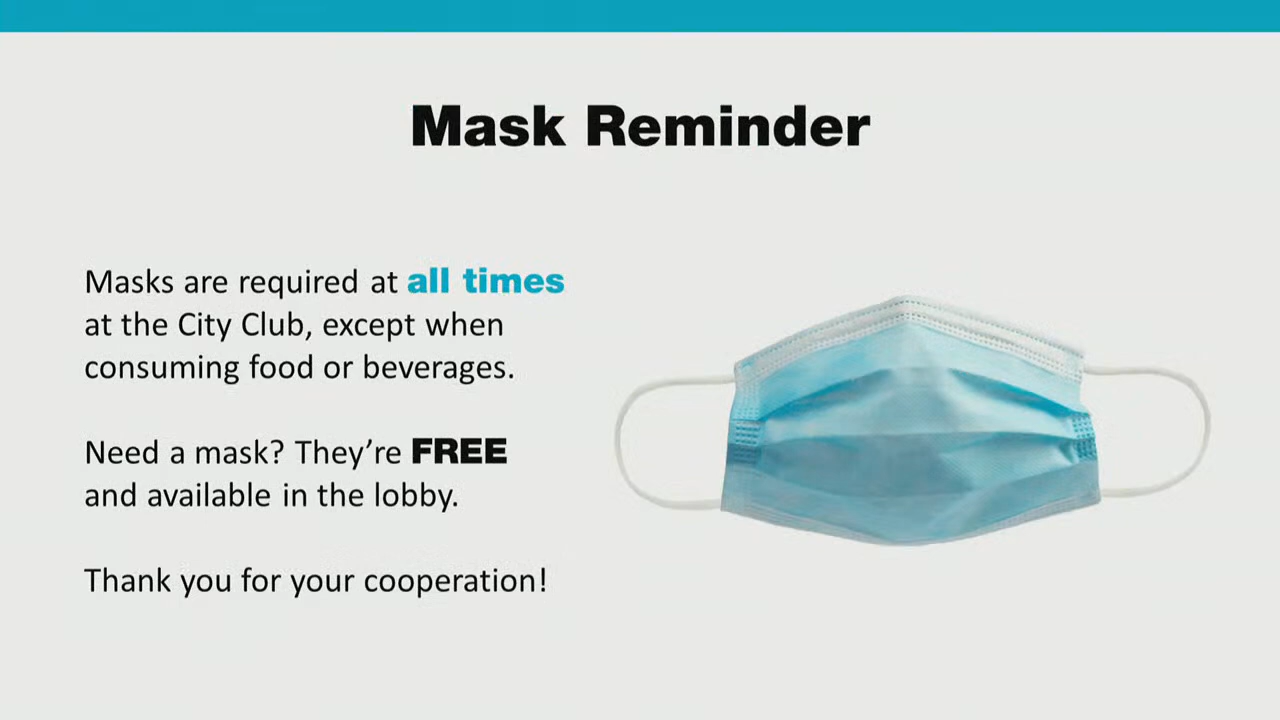 Mask Reminder
Masks are required at all times
at the City Club, except when
consuming food or beverages.
Need a mask? They’re FREE
and available in the lobby.
Thank you for your cooperation!